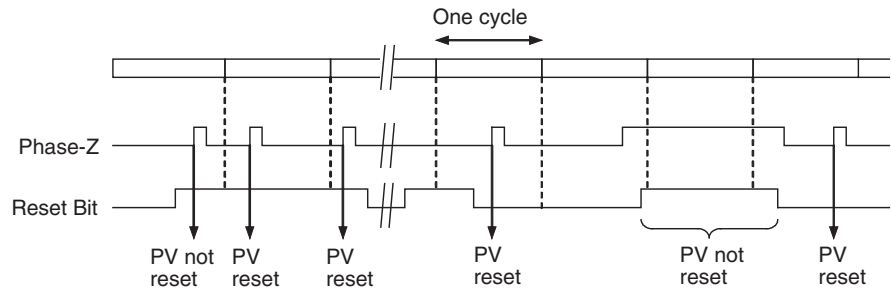 One cycle
Phase-Z
Reset Bit
PV not
reset
PV
reset
PV
reset
PV
reset
PV not
reset
PV
reset